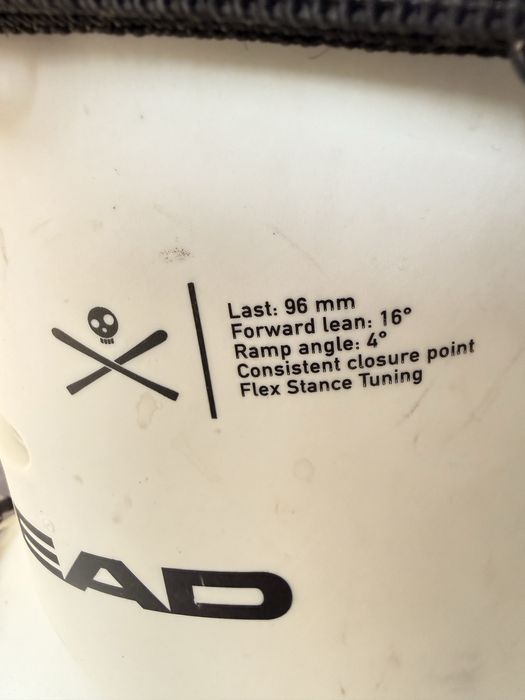 Last: 96 mm
Forward lean: 16°
Ramp angle: 4°
Consistent closure point
Flex Stance Tuning
EAD